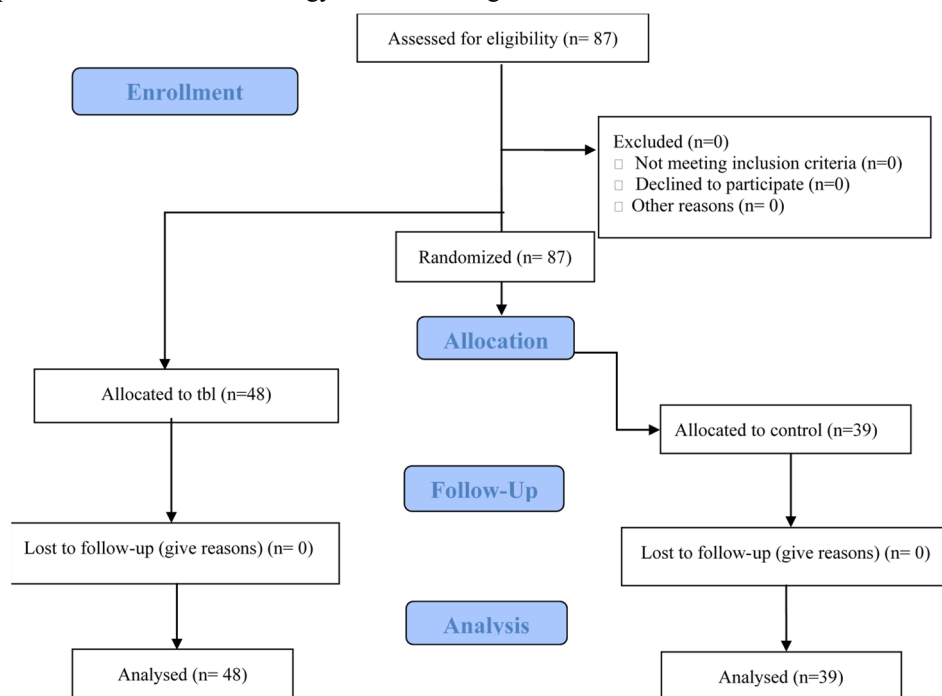 Assessed for eligibility (n= 87)
Enrollment
Excluded (n=0)
Not meeting inclusion criteria (n=0)
Declined to participate (n=0)
Other reasons (n= 0)
Randomized (n= 87)
Allocation
Allocated to tbl (n=48)
Allocated to control (n=39)
Follow-Up
Lost to follow-up (give reasons) (n= 0)
Lost to follow-up (give reasons) (n= 0)
Analysis
Analysed (n= 48)
Analysed (n=39)